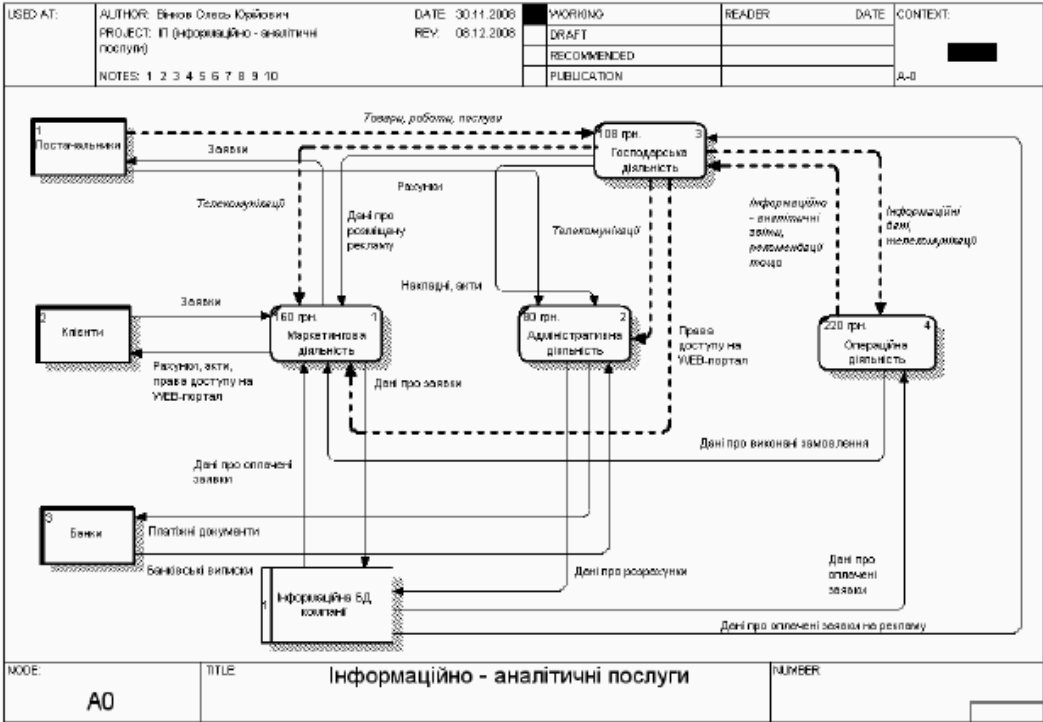 USED AT:
AUTHOR: Вінков Олесь Юрійович
DATE: 30.11.2008
PROJECT: ІП (інформаційно - аналітичні
послуги)
REV: 08.12.2008
NOTES: 1 2 3 4 5 6 7 8 9 10
WORKING
DRAFT
RECOMMENDED
PUBLICATION
READER
DATE
CONTEXT:
A-0
1
Постачальники
Товари, роботи, послуги
Заявки
108 грн.
3
Господарська
діяльність
Рахунки
Телекомунікації
Дані про
розміщену
рекламу
Телекомунікації
Інформаційно
- аналітичні
звіти,
рекомендації
тощо
Інформаційні
дані,
телекомунікації
Накладні, акти
2
Клієнти
Заявки
160 грн.
1
Маркетингова
діяльність
80 грн.
2
Адміністративна
діяльність
Права
доступу на
WEB-портал
220 грн.
4
Операційна
діяльність
Рахунки, акти,
права доступу на
WEB-портал
Дані про заявки
Дані про виконані замовлення
Дані про оплачені
заявки
3
Банки
Платіжні документи
Банківські виписки
Дані про розрахунки
Дані про
оплачені
заявки
1
Інформаційна БД
компанії
Дані про оплачені заявки на рекламу
NODE:
A0
TITLE:
Інформаційно - аналітичні послуги
NUMBER: